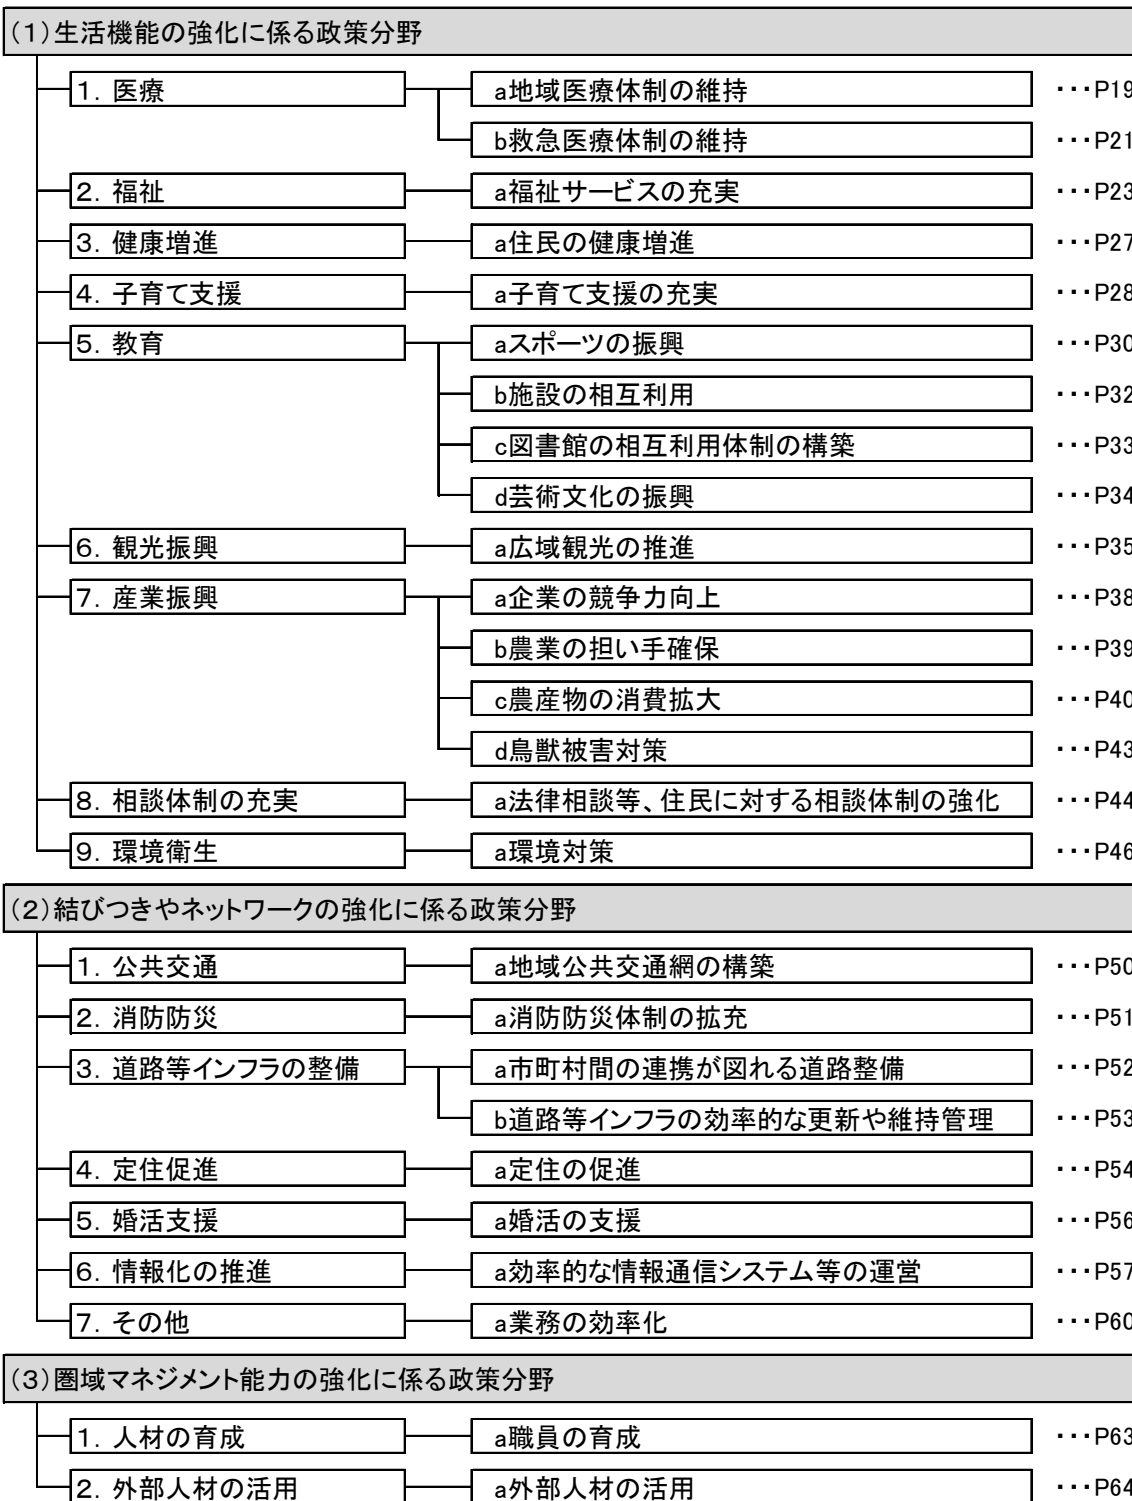 (1)生活機能の強化に係る政策分野
1．医療　a地域医療体制の維持　・・・P19
b救急医療体制の維持　・・・P21
2．福祉　a福祉サービスの充実　・・・P23
3．健康増進　a住民の健康増進　・・・P27
4．子育て支援　a子育て支援の充実　・・・P28
5．教育　aスポーツの振興　・・・P30
b施設の相互利用　・・・P32
c図書館の相互利用体制の構築　・・・P33
d芸術文化の振興　・・・P34
6．観光振興　a広域観光の推進　・・・P35
7．産業振興　a企業の競争力向上　・・・P38
b農業の担い手確保　・・・P39
c農産物の消費拡大　・・・P40
d鳥獣被害対策　・・・P43
8．相談体制の充実　a法律相談等、住民に対する相談体制の強化　・・・P44
9．環境衛生　a環境対策　・・・P46
(2)結びつきやネットワークの強化に係る政策分野
1．公共交通　a地域公共交通網の構築　・・・P50
2．消防防災　a消防防災体制の拡充　・・・P51
3．道路等インフラの整備　a市町村間の連携が図れる道路整備　・・・P52
b道路等インフラの効率的な更新や維持管理　・・・P53
4．定住促進　a定住の促進　・・・P54
5．婚活支援　a婚活の支援　・・・P56
6．情報化の推進　a効率的な情報通信システム等の運営　・・・P57
7．その他　a業務の効率化　・・・P60
(3)圏域マネジメント能力の強化に係る政策分野
1．人材の育成　a職員の育成　・・・P63
2．外部人材の活用　a外部人材の活用　・・・P64